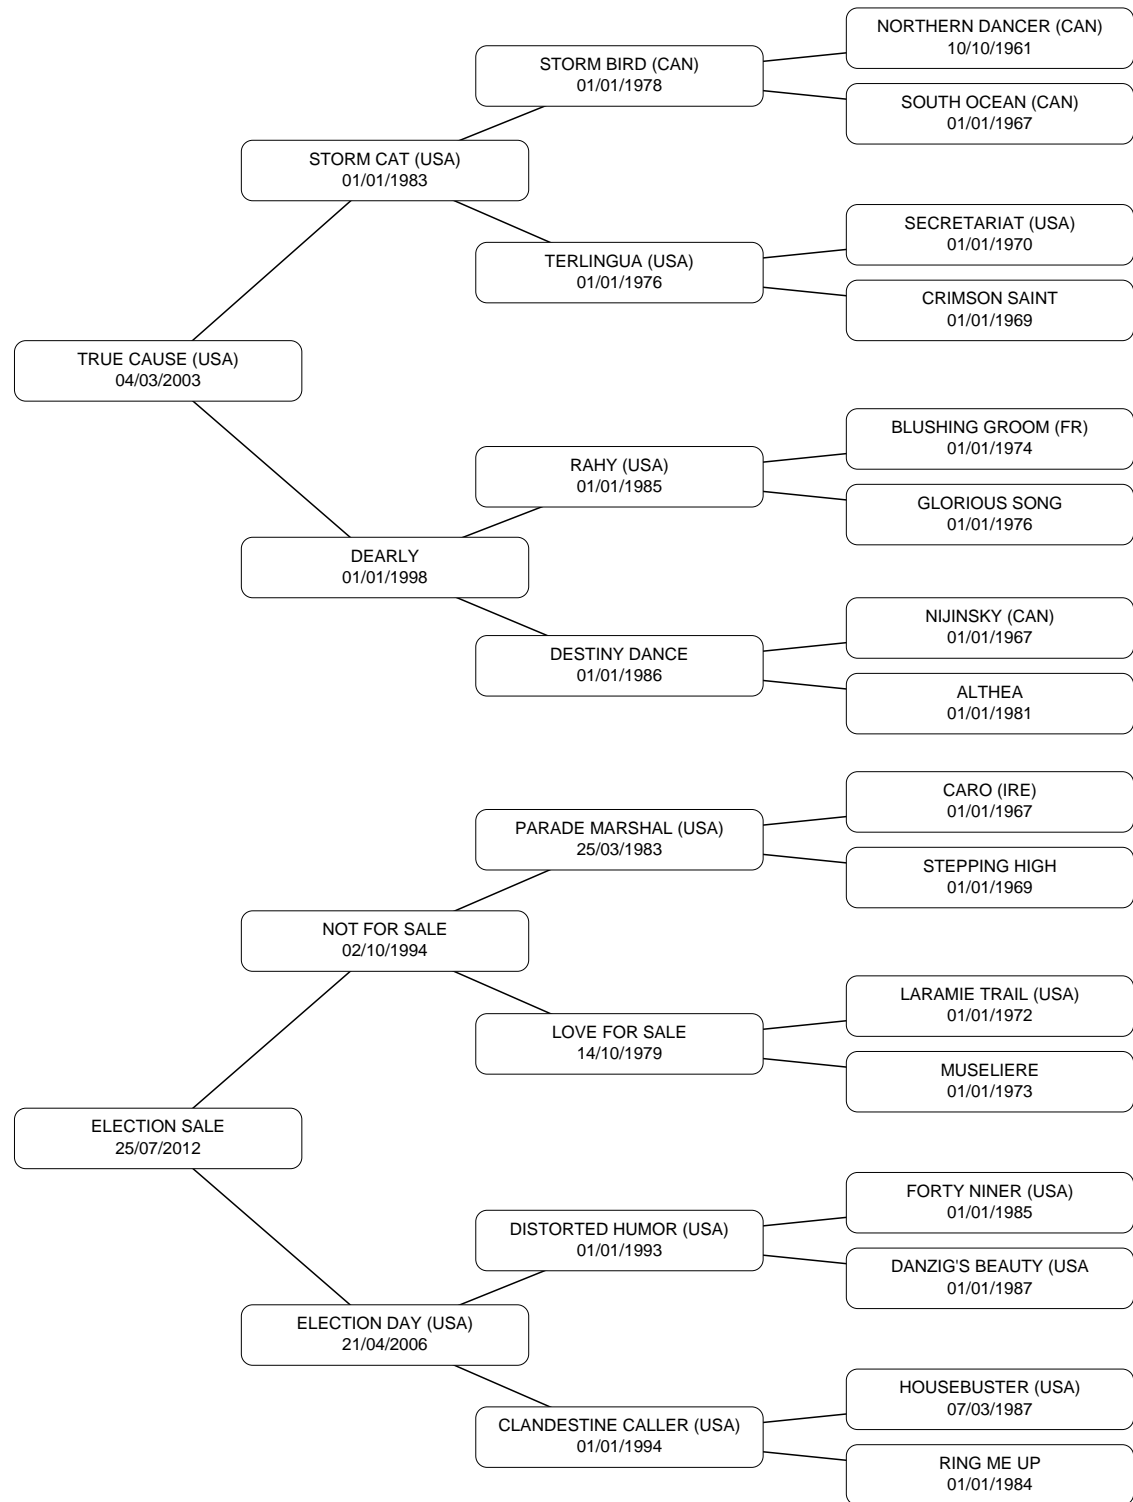 NORTHERN DANCER (CAN)
10/10/1961
STORM BIRD (CAN)
01/01/1978
SOUTH OCEAN (CAN)
01/01/1967
STORM CAT (USA)
01/01/1983
SECRETARIAT (USA)
01/01/1970
TERLINGUA (USA)
01/01/1976
CRIMSON SAINT
01/01/1969
TRUE CAUSE (USA)
04/03/2003
BLUSHING GROOM (FR)
01/01/1974
RAHY (USA)
01/01/1985
GLORIOUS SONG
01/01/1976
DEARLY
01/01/1998
NIJINSKY (CAN)
01/01/1967
DESTINY DANCE
01/01/1986
ALTHEA
01/01/1981
CARO (IRE)
01/01/1967
PARADE MARSHAL (USA)
25/03/1983
STEPPING HIGH
01/01/1969
NOT FOR SALE
02/10/1994
LARAMIE TRAIL (USA)
01/01/1972
LOVE FOR SALE
14/10/1979
MUSELIERE
01/01/1973
ELECTION SALE
25/07/2012
FORTY NINER (USA)
01/01/1985
DISTORTED HUMOR (USA)
01/01/1993
DANZIG'S BEAUTY (USA
01/01/1987
ELECTION DAY (USA)
21/04/2006
HOUSEBUSTER (USA)
07/03/1987
CLANDESTINE CALLER (USA)
01/01/1994
RING ME UP
01/01/1984